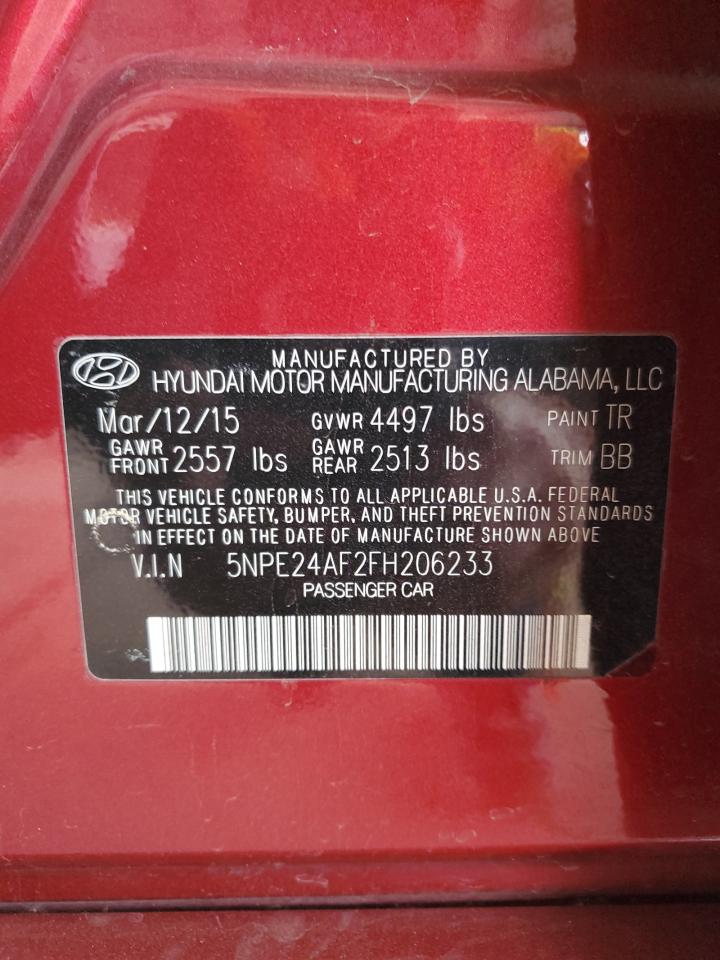 MANUFACTURED BY
HYUNDAI MOTOR MANUFACTURING ALABAMA, LLC
Mar/12/15 GVWR 4497 lbs PAINT TR
GAWR FRONT 2557 lbs GAWR REAR 2513 lbs TRIM BB
THIS VEHICLE CONFORMS TO ALL APPLICABLE U.S.A. FEDERAL
MOTOR VEHICLE SAFETY, BUMPER, AND THEFT PREVENTION STANDARDS
IN EFFECT ON THE DATE OF MANUFACTURE SHOWN ABOVE
V.I.N 5NPE24AF2FH206233
PASSENGER CAR